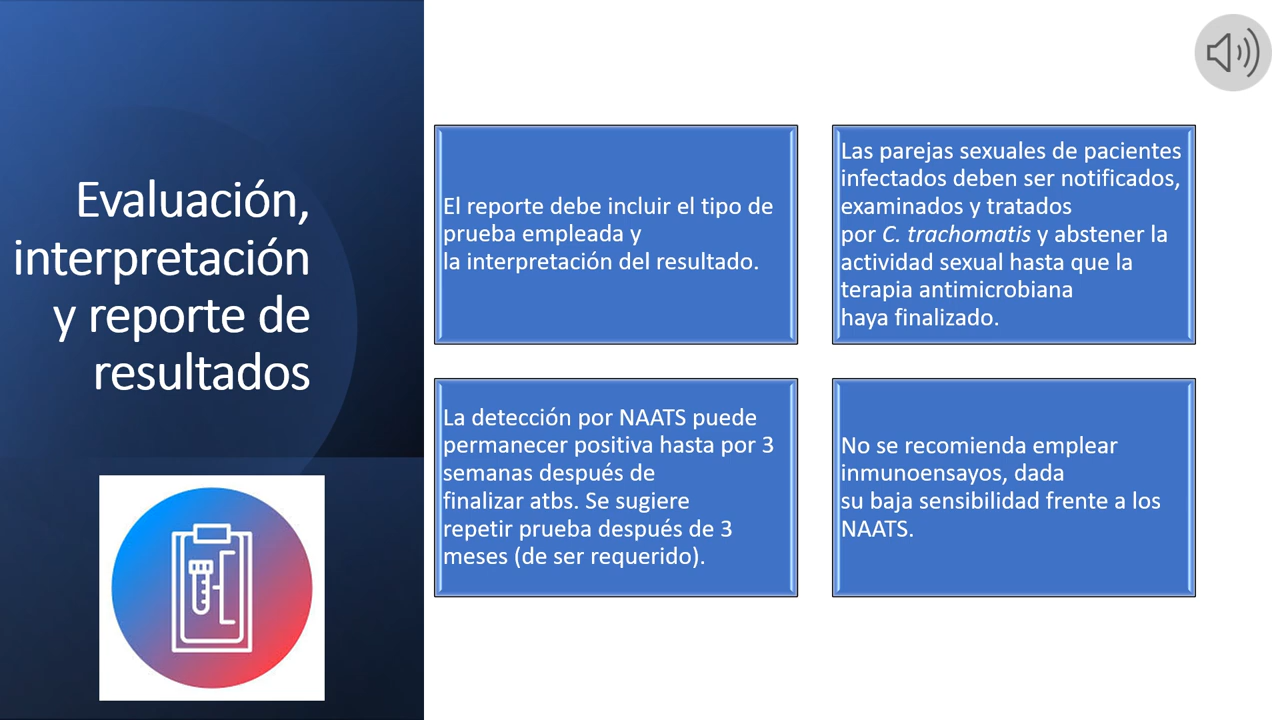 Evaluación,
interpretación
y reporte de
resultados
El reporte debe incluir el tipo de
prueba empleada y
la interpretación del resultado.
Las parejas sexuales de pacientes
infectados deben ser notificados,
examinados y tratados
por C. trachomatis y abstener la
actividad sexual hasta que la
terapia antimicrobiana
haya finalizado.
La detección por NAATS puede
permanecer positiva hasta por 3
semanas después de
finalizar atbs. Se sugiere
repetir prueba después de 3
meses (de ser requerido).
No se recomienda emplear
inmunoensayos, dada
su baja sensibilidad frente a los
NAATS.